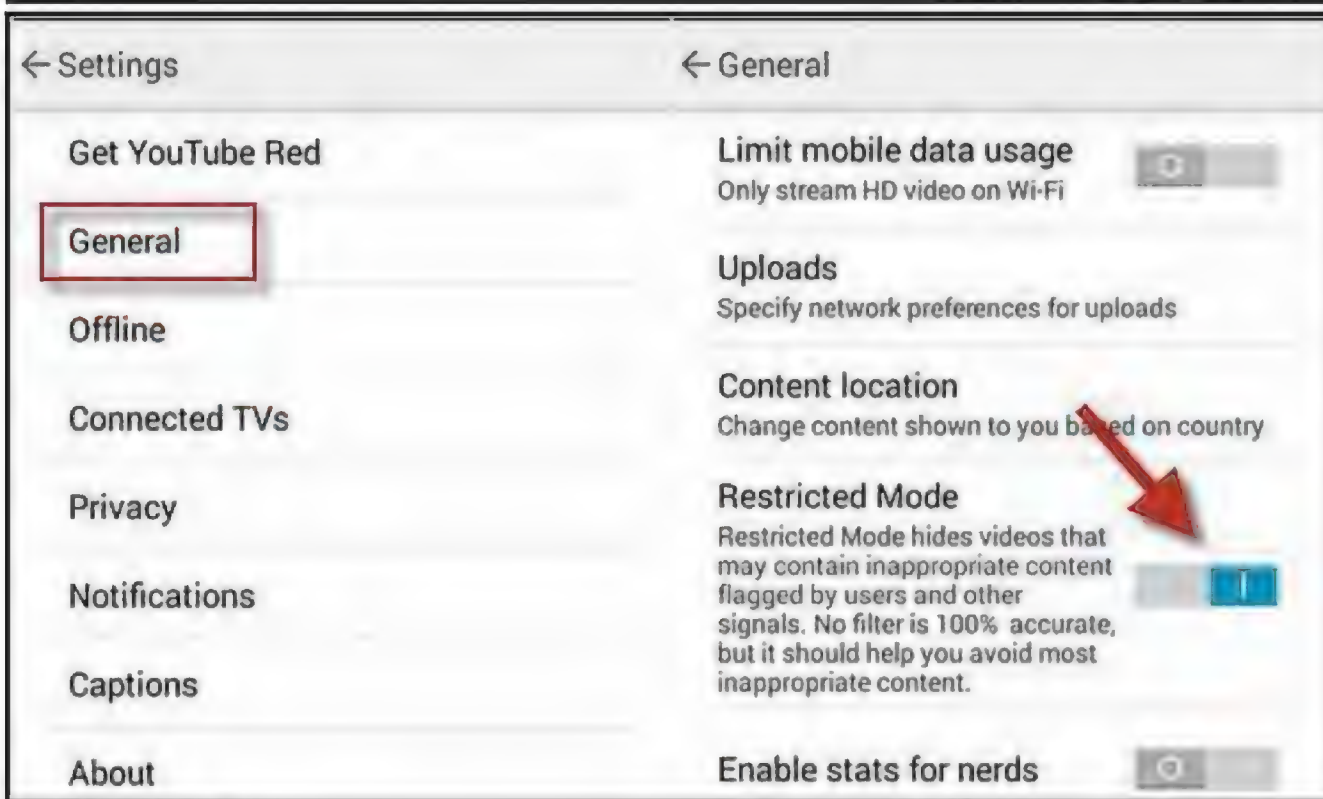 ← Settings
Get YouTube Red
General
Offline
Connected TVs
Privacy
Notifications
Captions
About
← General
Limit mobile data usage
Only stream HD video on Wi-Fi
Uploads
Specify network preferences for uploads
Content location
Change content shown to you based on country
Restricted Mode
Restricted Mode hides videos that
may contain inappropriate content
flagged by users and other
signals. No filter is 100% accurate,
but it should help you avoid most
inappropriate content.
Enable stats for nerds